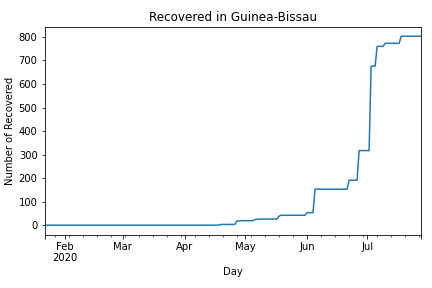 Recovered in Guinea-Bissau
Number of Recovered
800
700
600
500
400
300
200
100
0
Feb
2020
Mar
Apr
May
Jun
Jul
Day